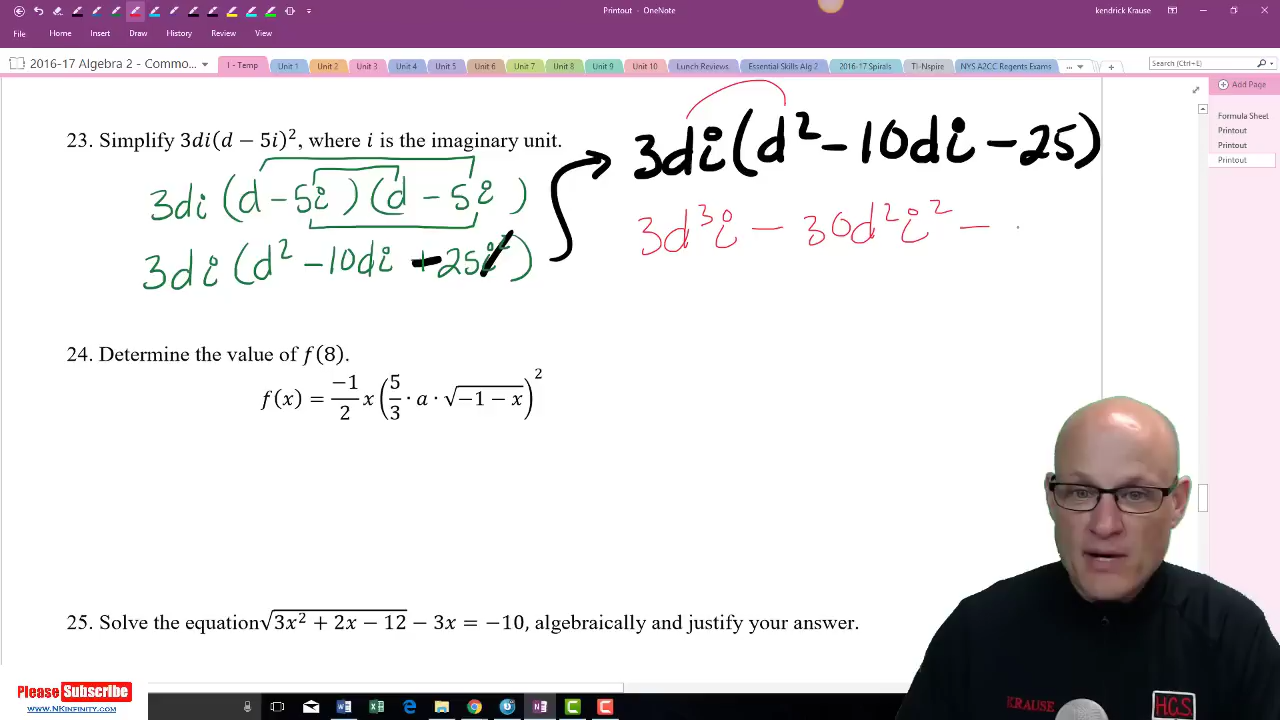 Printout - OneNote
kendrick Krause
File Home Insert Draw History Review View
2016-17 Algebra 2 - Commo... I - Temp Unit 1 Unit 2 Unit 3 Unit 4 Unit 5 Unit 6 Unit 7 Unit 8 Unit 9 Unit 10 Lunch Reviews Essential Skills Alg 2 2016-17 Spirals TI-Nspire NYS A2CC Regents Exams ... + Search (Ctrl+E)
Add Page
Formula Sheet
Printout
Printout
Printout
23. Simplify 3di(d − 5i)², where i is the imaginary unit.
3di (d − 5i) (d − 5i)
3di (d² − 10di − 25i²)
3di(d² − 10di − 25)
3d³i − 30d²i² −
24. Determine the value of f(8).
f(x) = -1/2 x (5/3 · a · √(−1 − x))²
25. Solve the equation√(3x² + 2x − 12) − 3x = −10, algebraically and justify your answer.
Please Subscribe
www.NKinfinity.com
KRAUSE
H.G.S